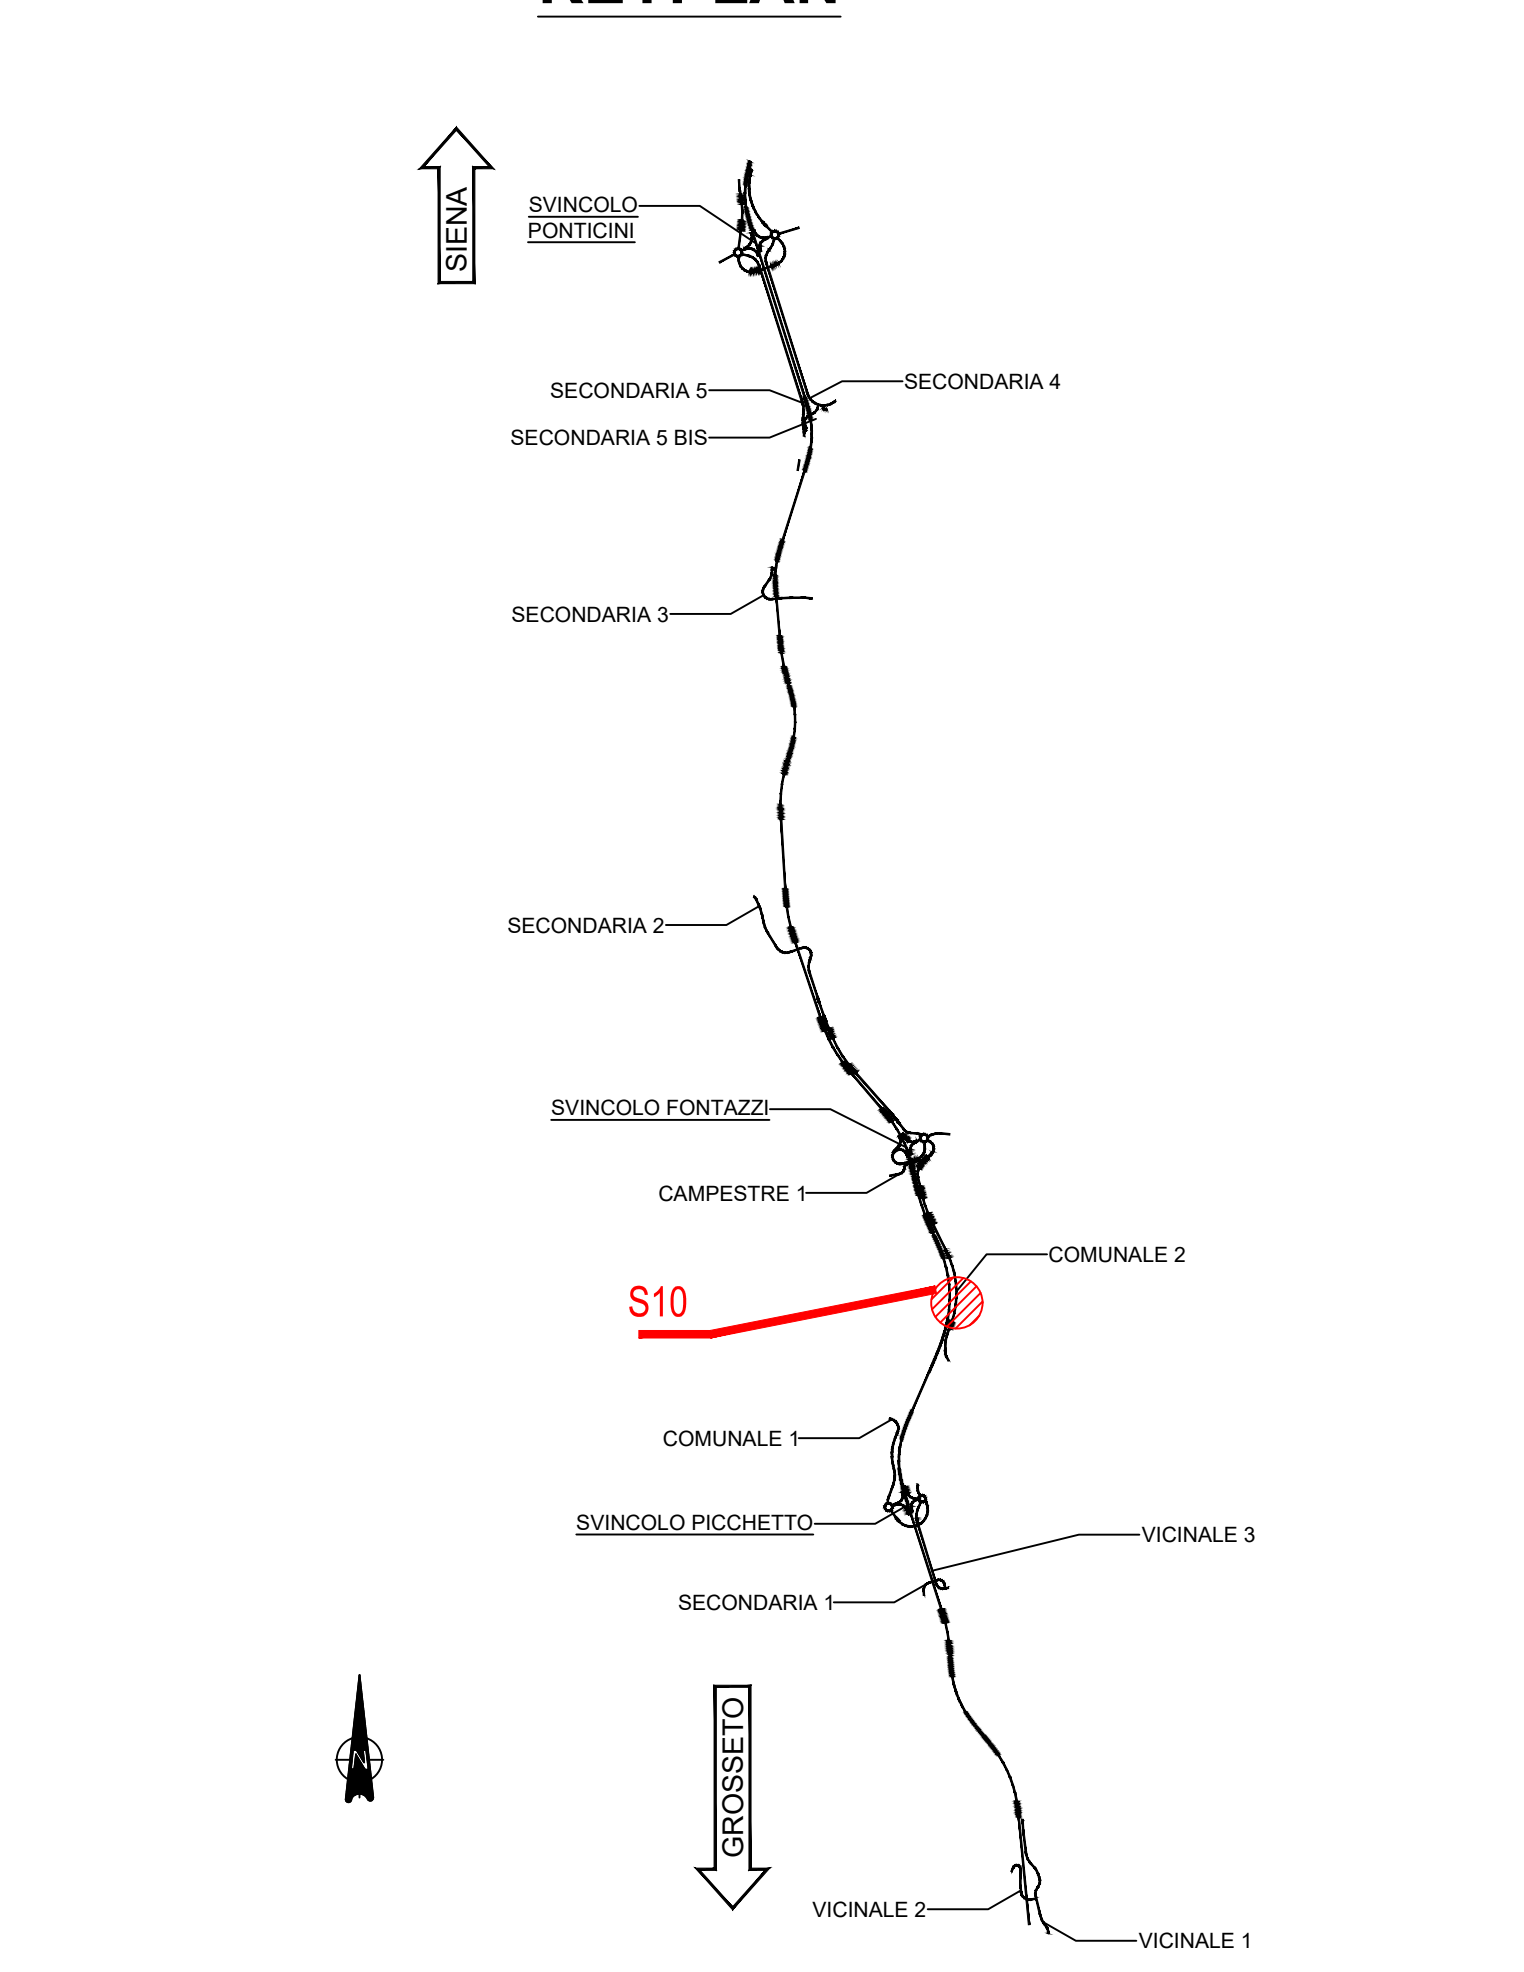 SIENA
SVINCOLO
PONTICINI
SECONDARIA 4
SECONDARIA 5
SECONDARIA 5 BIS
SECONDARIA 3
SECONDARIA 2
SVINCOLO FONTAZZI
CAMPESTRE 1
COMUNALE 2
S10
COMUNALE 1
SVINCOLO PICCHETTO
VICINALE 3
SECONDARIA 1
GROSSETO
N
VICINALE 2
VICINALE 1